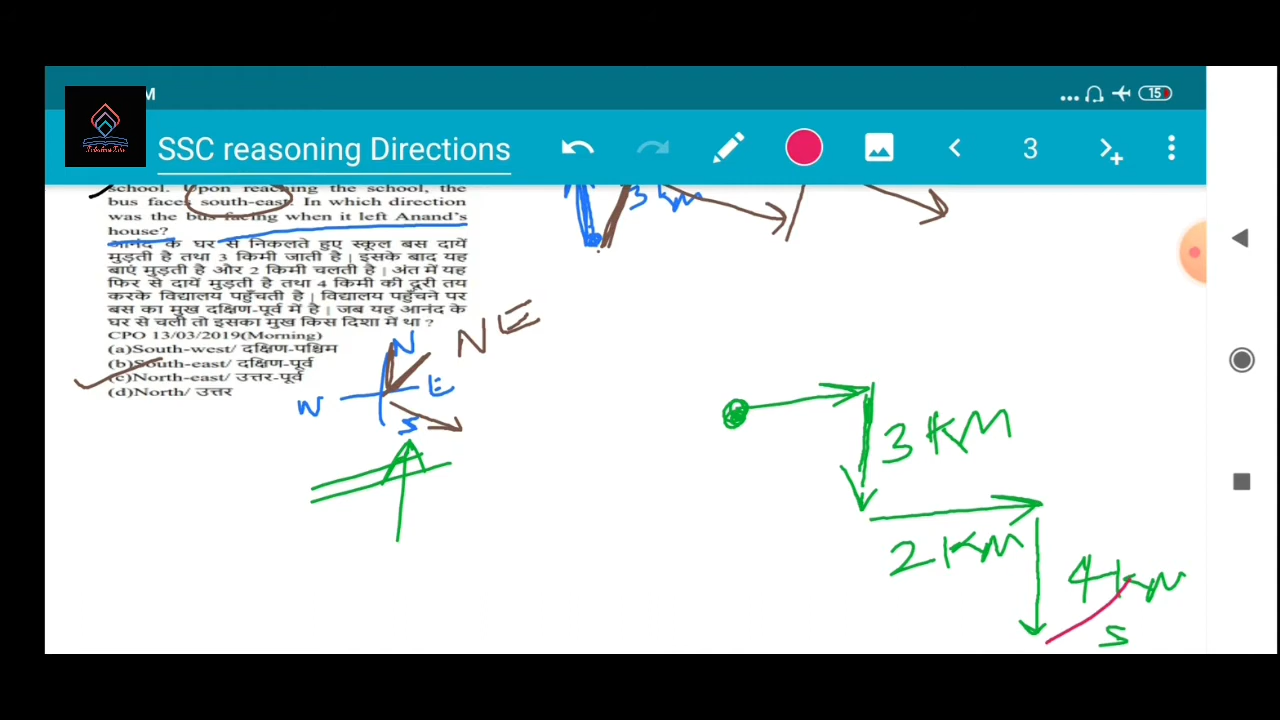 M
15
SSC reasoning Directions
3
school. Upon reaching the school, the
bus faces south-east. In which direction
was the bus facing when it left Anand's
house?
आनंद के घर से निकलते हुए स्कूल बस दायें
मुड़ती है तथा 3 किमी जाती है | इसके बाद यह
बाएं मुड़ती है और 2 किमी चलती है | अंत में यह
फिर से दायें मुड़ती है तथा 4 किमी की दूरी तय
करके विद्यालय पहुँचती है | विद्यालय पहुँचने पर
बस का मुख दक्षिण-पूर्व में है | जब यह आनंद के
घर से चली तो इसका मुख किस दिशा में था ?
CPO 13/03/2019(Morning)
(a)South-west/ दक्षिण-पश्चिम
(b)South-east/ दक्षिण-पूर्व
(c)North-east/ उत्तर-पूर्व
(d)North/ उत्तर
3 km
N
NE
W
E
S
3 KM
2 KM
4 KM
S